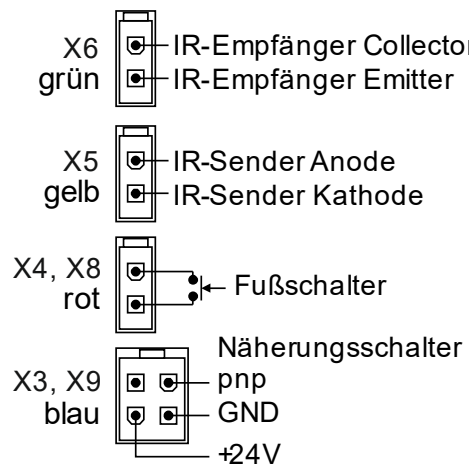 X6 IR-Empfänger Collector
grün IR-Empfänger Emitter
X5 IR-Sender Anode
gelb IR-Sender Kathode
X4, X8
rot Fußschalter
Näherungsschalter
X3, X9 pnp
blau GND
+24V